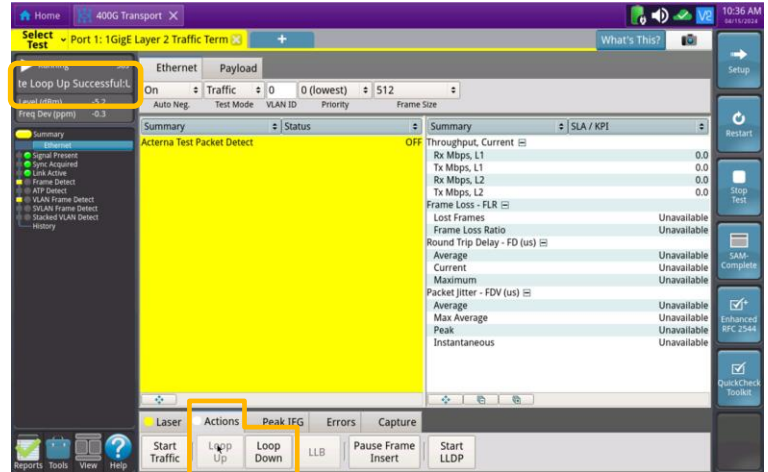 Home
400G Transport
V2
10:36 AM
08/15/2024
Select Test
Port 1: 1GigE Layer 2 Traffic Term
+
What's This?
Running
te Loop Up Successful:L
Level (dBm) -5.2
Freq Dev (ppm) -0.3
Summary
Ethernet
Signal Present
Sync Acquired
Link Active
Frame Detect
ATP Detect
VLAN Frame Detect
SVLAN Frame Detect
Stacked VLAN Detect
History
Ethernet Payload
On Traffic 0 0 (lowest) 512
Auto Neg. Test Mode VLAN ID Priority Frame Size
Summary Status
Acterna Test Packet Detect OFF
Summary SLA / KPI
Throughput, Current
Rx Mbps, L1 0.0
Tx Mbps, L1 0.0
Rx Mbps, L2 0.0
Tx Mbps, L2 0.0
Frame Loss - FLR
Lost Frames Unavailable
Frame Loss Ratio Unavailable
Round Trip Delay - FD (us)
Average Unavailable
Current Unavailable
Maximum Unavailable
Packet Jitter - FDV (us)
Average Unavailable
Max Average Unavailable
Peak Unavailable
Instantaneous Unavailable
Setup
Restart
Stop Test
SAM-Complete
Enhanced RFC 2544
QuickCheck Toolkit
Laser Actions Peak IFG Errors Capture
Start Traffic
Loop Up
Loop Down
LLB
Pause Frame Insert
Start LLDP
Reports Tools View Help